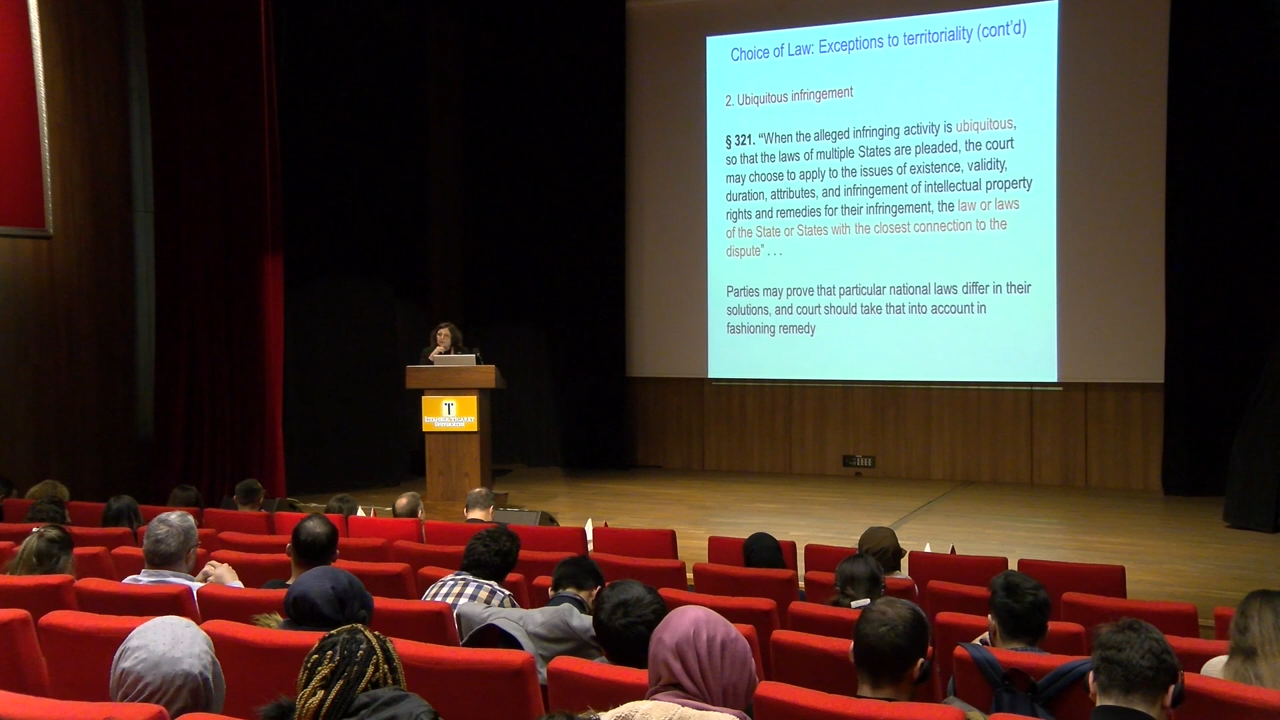 Choice of Law: Exceptions to territoriality (cont'd)
2. Ubiquitous infringement
§ 321. “When the alleged infringing activity is ubiquitous,
so that the laws of multiple States are pleaded, the court
may choose to apply to the issues of existence, validity,
duration, attributes, and infringement of intellectual property
rights and remedies for their infringement, the law or laws
of the State or States with the closest connection to the
dispute” . . .
Parties may prove that particular national laws differ in their
solutions, and court should take that into account in
fashioning remedy